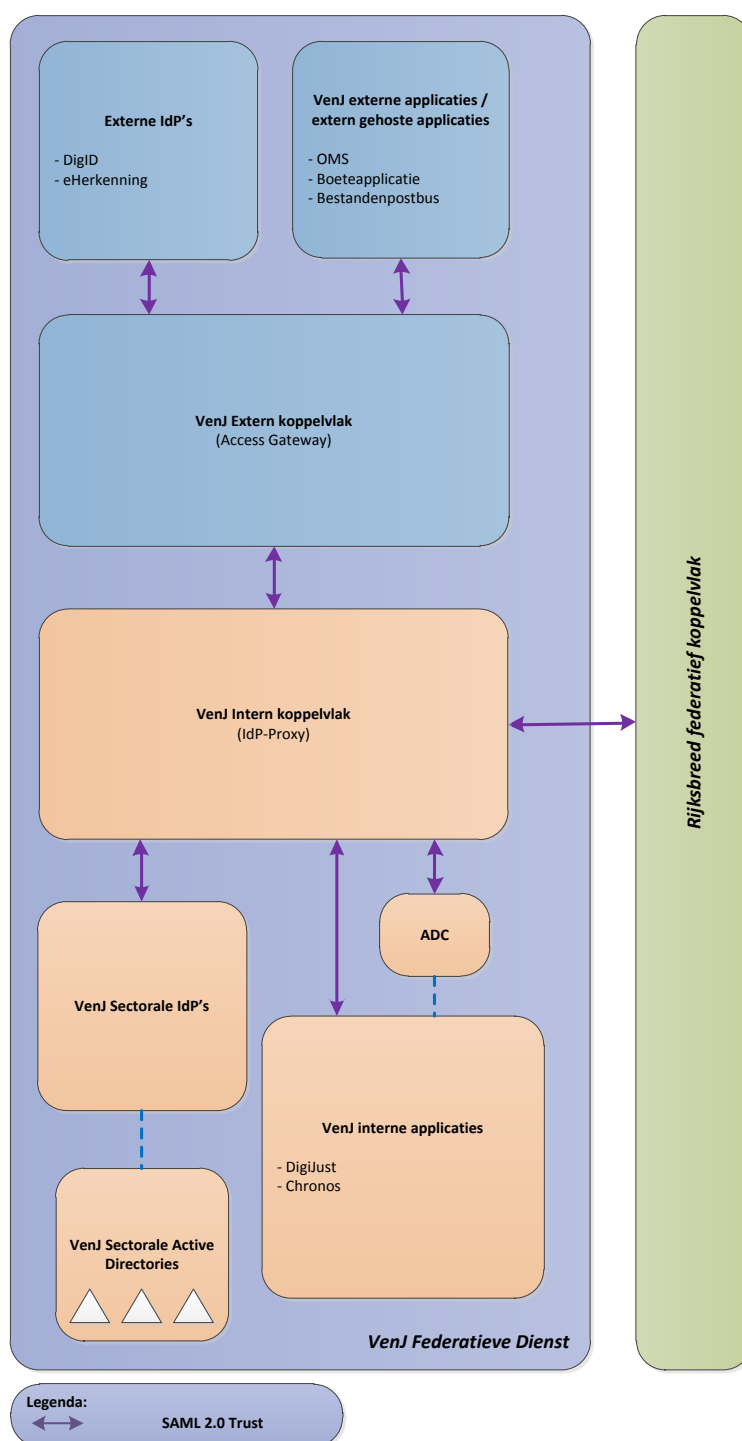 Externe IdP's
- DigID
- eHerkenning
VenJ externe applicaties /
extern gehoste applicaties
- OMS
- Boeteapplicatie
- Bestandenpostbus
VenJ Extern koppelvlak
(Access Gateway)
VenJ Intern koppelvlak
(IdP-Proxy)
Rijksbreed federatief koppelvlak
ADC
VenJ Sectorale IdP's
VenJ interne applicaties
- DigiJust
- Chronos
VenJ Sectorale Active
Directories
VenJ Federatieve Dienst
Legenda:
SAML 2.0 Trust